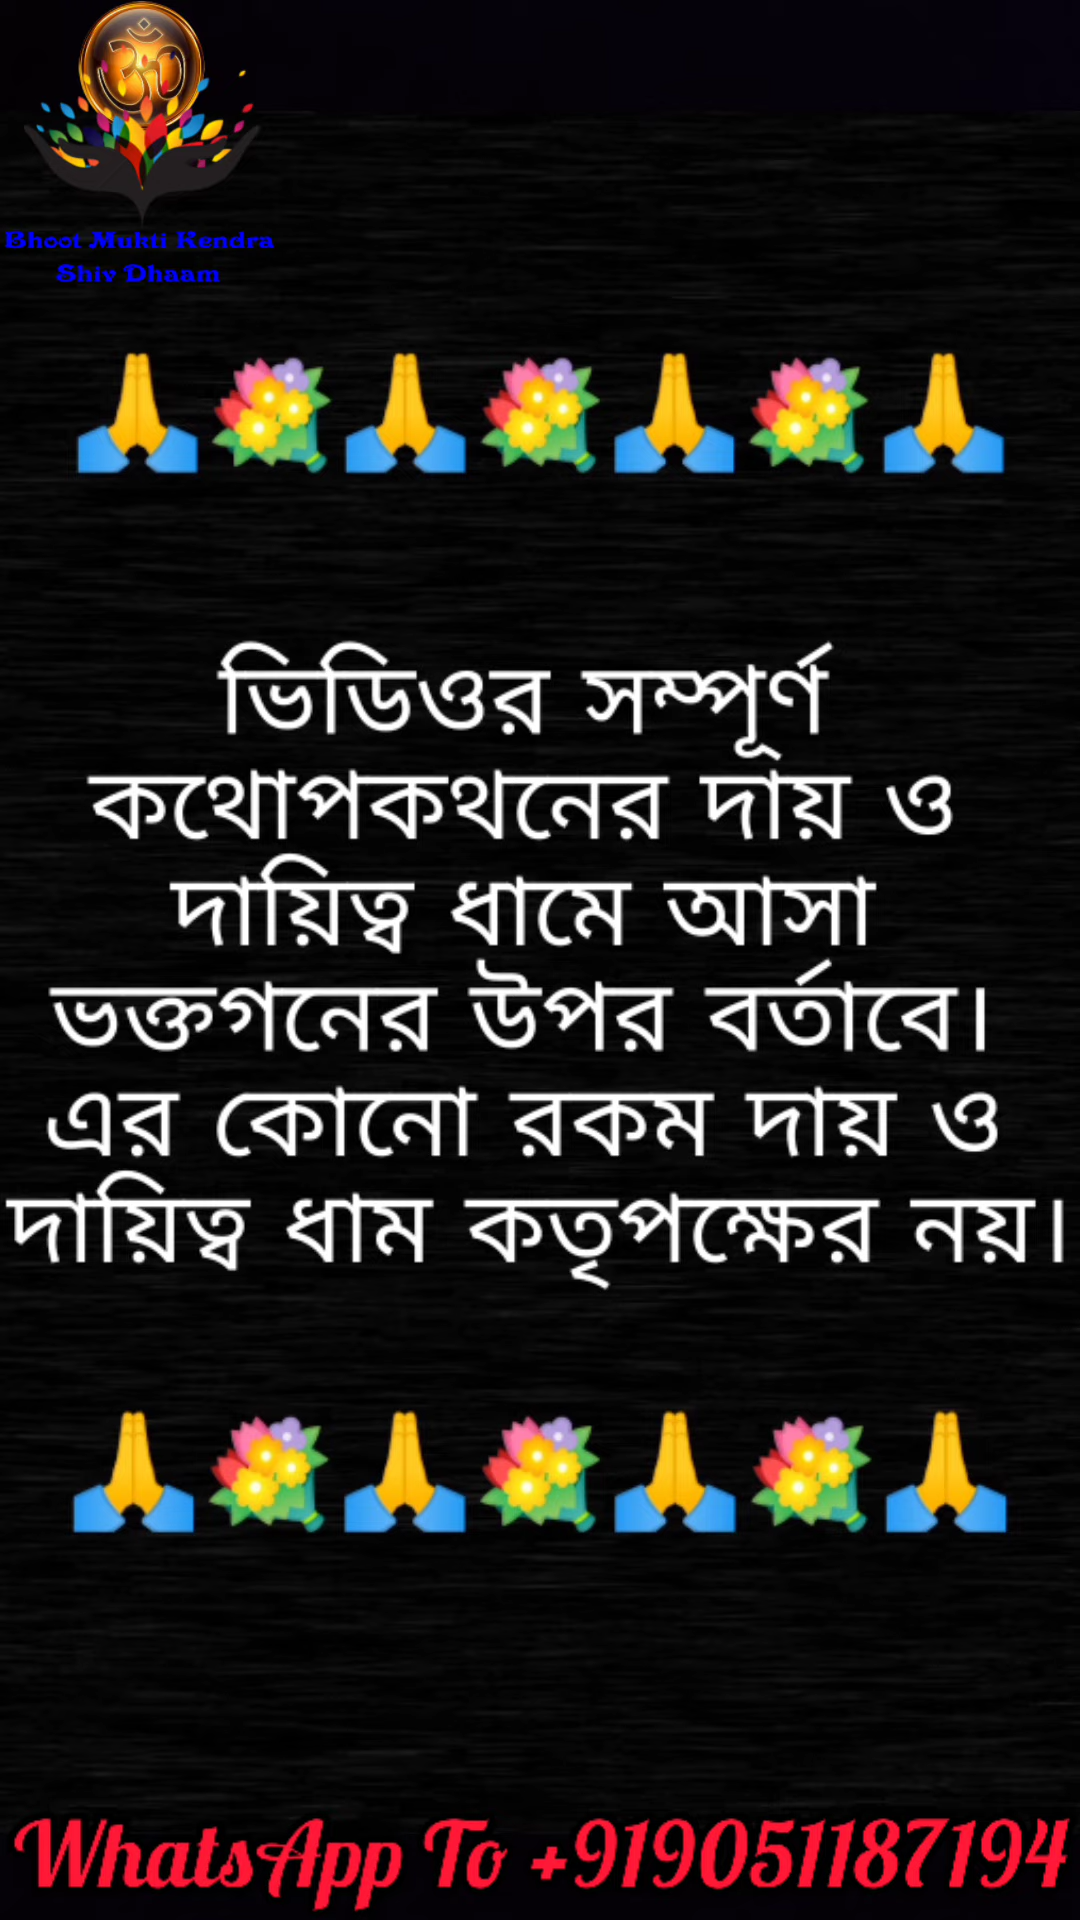 Bhoot Mukti Kendra
Shiv Dhaam
🙏💐🙏💐🙏💐🙏
ভিডিওর সম্পূর্ণ
কথোপকথনের দায় ও
দায়িত্ব ধামে আসা
ভক্তগনের উপর বর্তাবে।
এর কোনো রকম দায় ও
দায়িত্ব ধাম কতৃপক্ষের নয়।
🙏💐🙏💐🙏💐🙏
WhatsApp To +919051187194